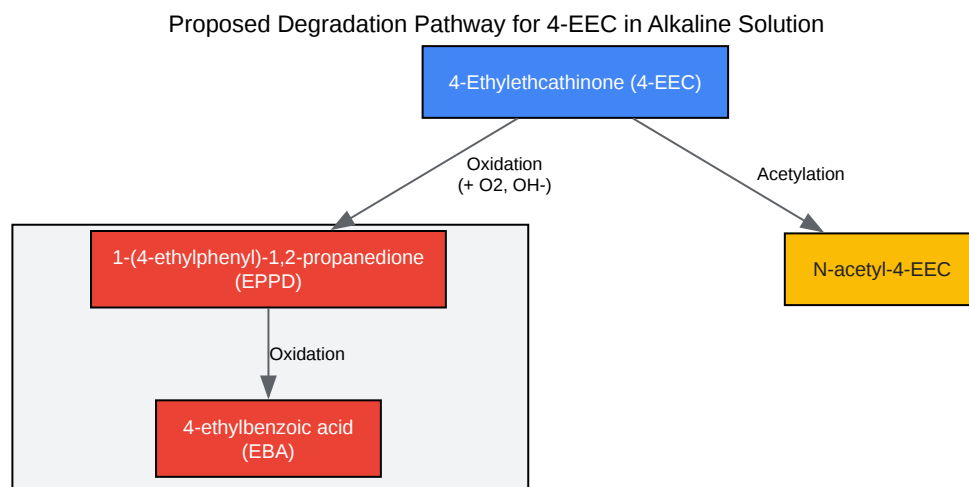 Proposed Degradation Pathway for 4-EEC in Alkaline Solution
4-Ethylethcathinone (4-EEC)
Oxidation
(+ O2, OH-)
Acetylation
1-(4-ethylphenyl)-1,2-propanedione
(EPPD)
N-acetyl-4-EEC
Oxidation
4-ethylbenzoic acid
(EBA)